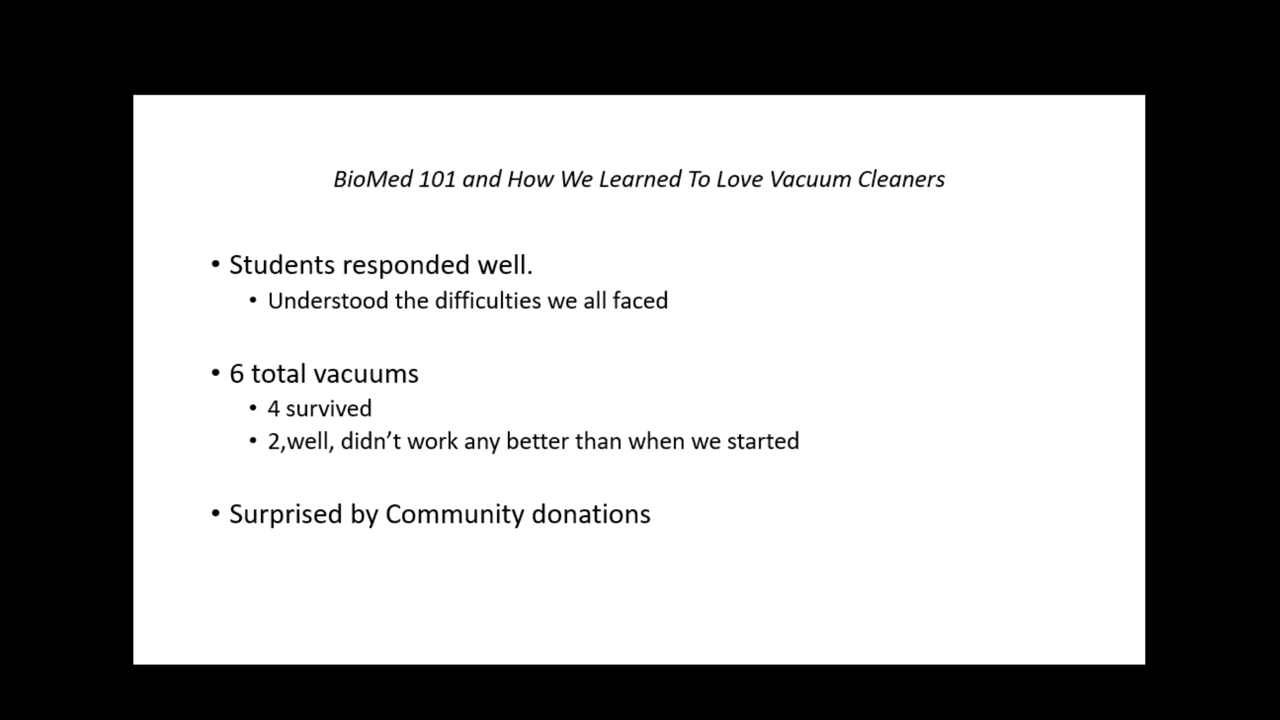 BioMed 101 and How We Learned To Love Vacuum Cleaners
• Students responded well.
• Understood the difficulties we all faced
• 6 total vacuums
• 4 survived
• 2,well, didn’t work any better than when we started
• Surprised by Community donations